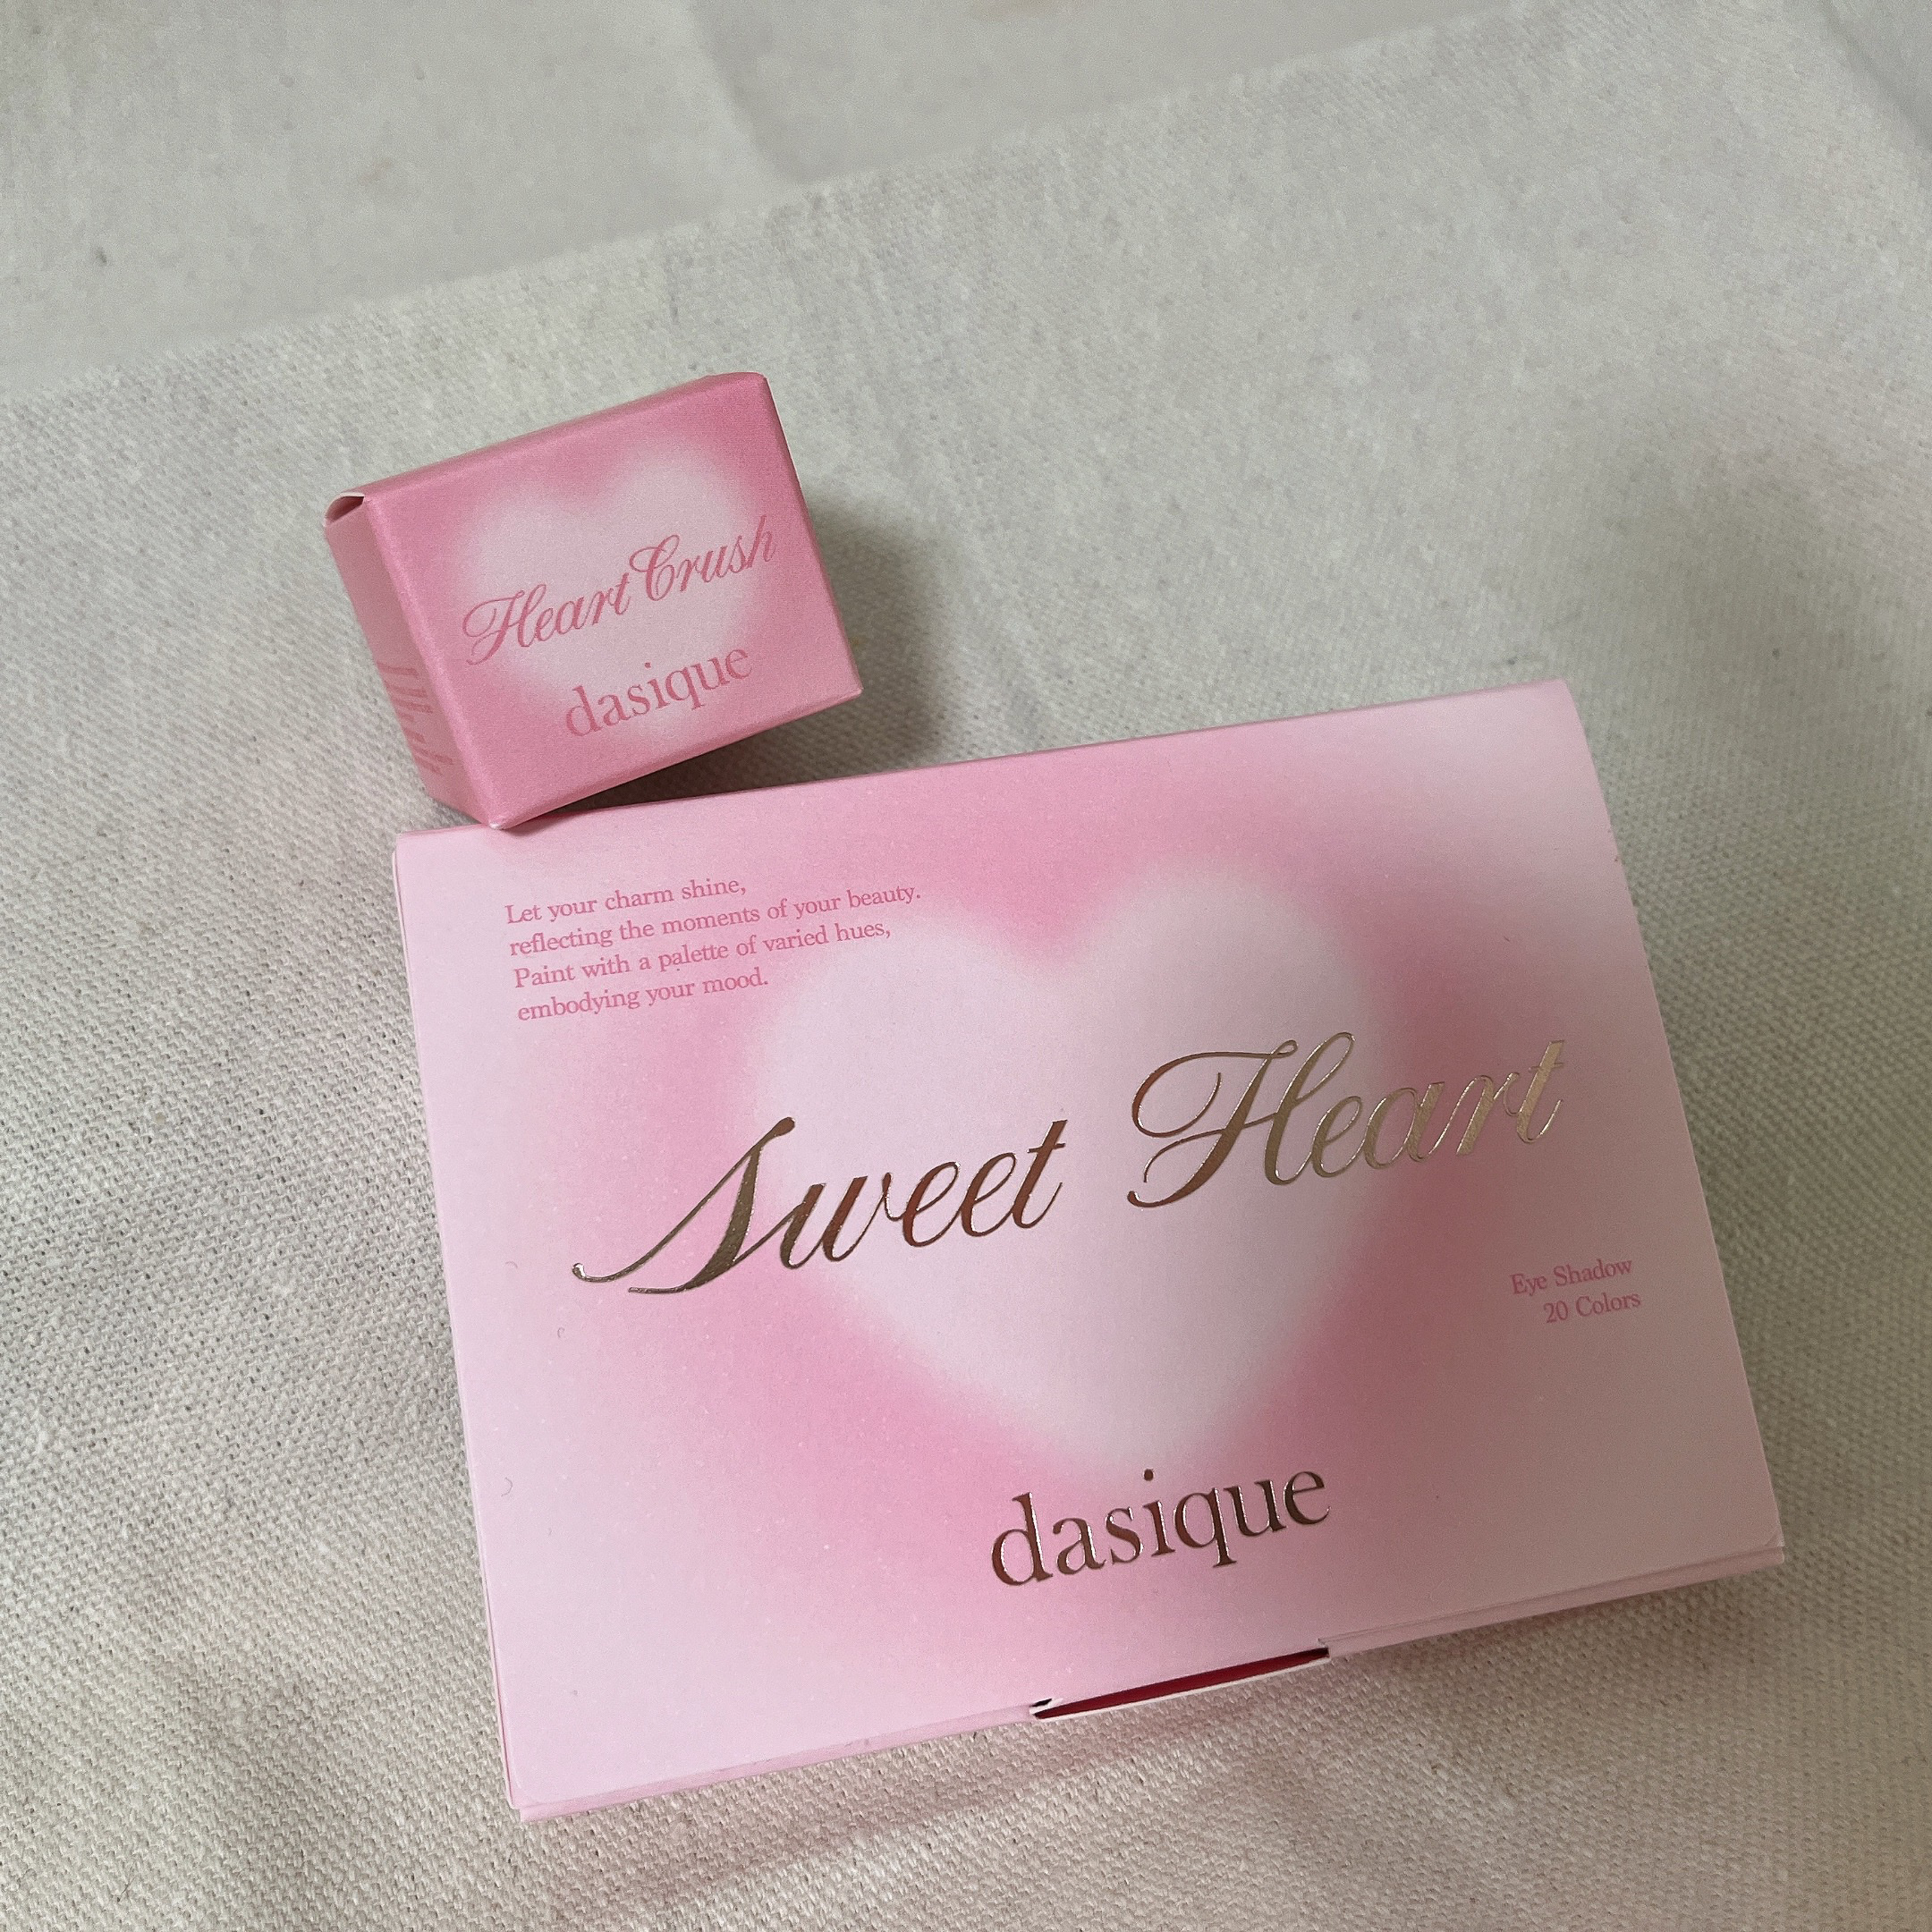 Heart Crush
dasique
Let your charm shine,
reflecting the moments of your beauty.
Paint with a palette of varied hues,
embodying your mood.
Sweet Heart
Eye Shadow
20 Colors
dasique